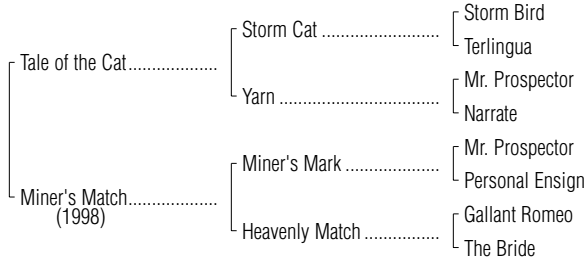 Storm Bird
Storm Cat ........................
Terlingua
Tale of the Cat..................
Mr. Prospector
Yarn ................................
Narrate
Mr. Prospector
Miner's Mark ...................
Personal Ensign
Miner's Match..................
(1998)
Gallant Romeo
Heavenly Match ...............
The Bride